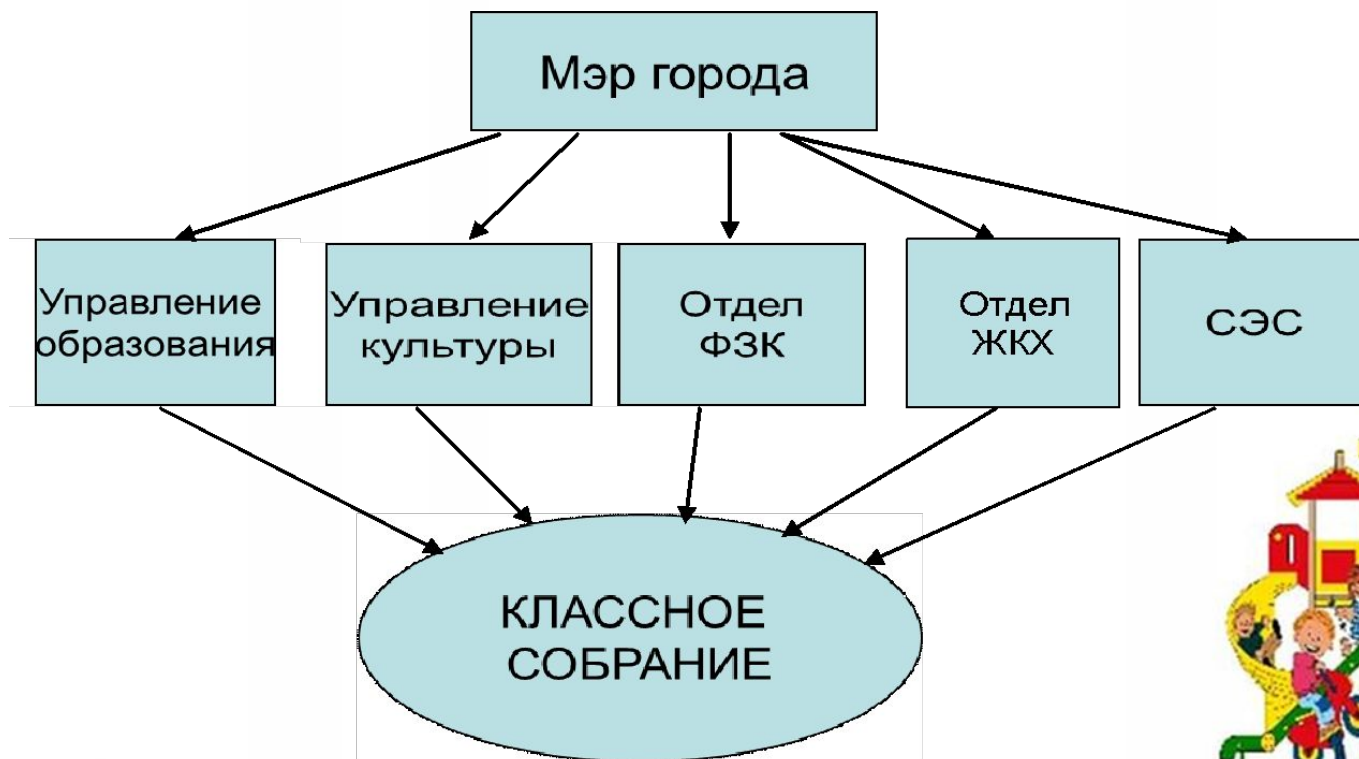 Мэр города
Управление
образования
Управление
культуры
Отдел
ФЗК
Отдел
ЖКХ
СЭС
КЛАССНОЕ
СОБРАНИЕ